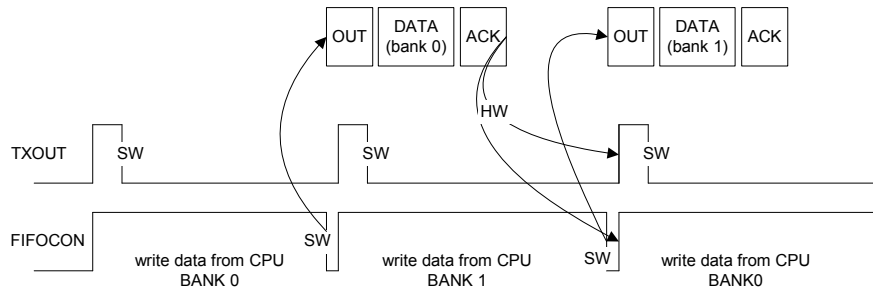 OUT
DATA
(bank 0)
ACK
OUT
DATA
(bank 1)
ACK
HW
TXOUT
SW
SW
SW
FIFOCON
SW
SW
write data from CPU
BANK 0
write data from CPU
BANK 1
write data from CPU
BANK0